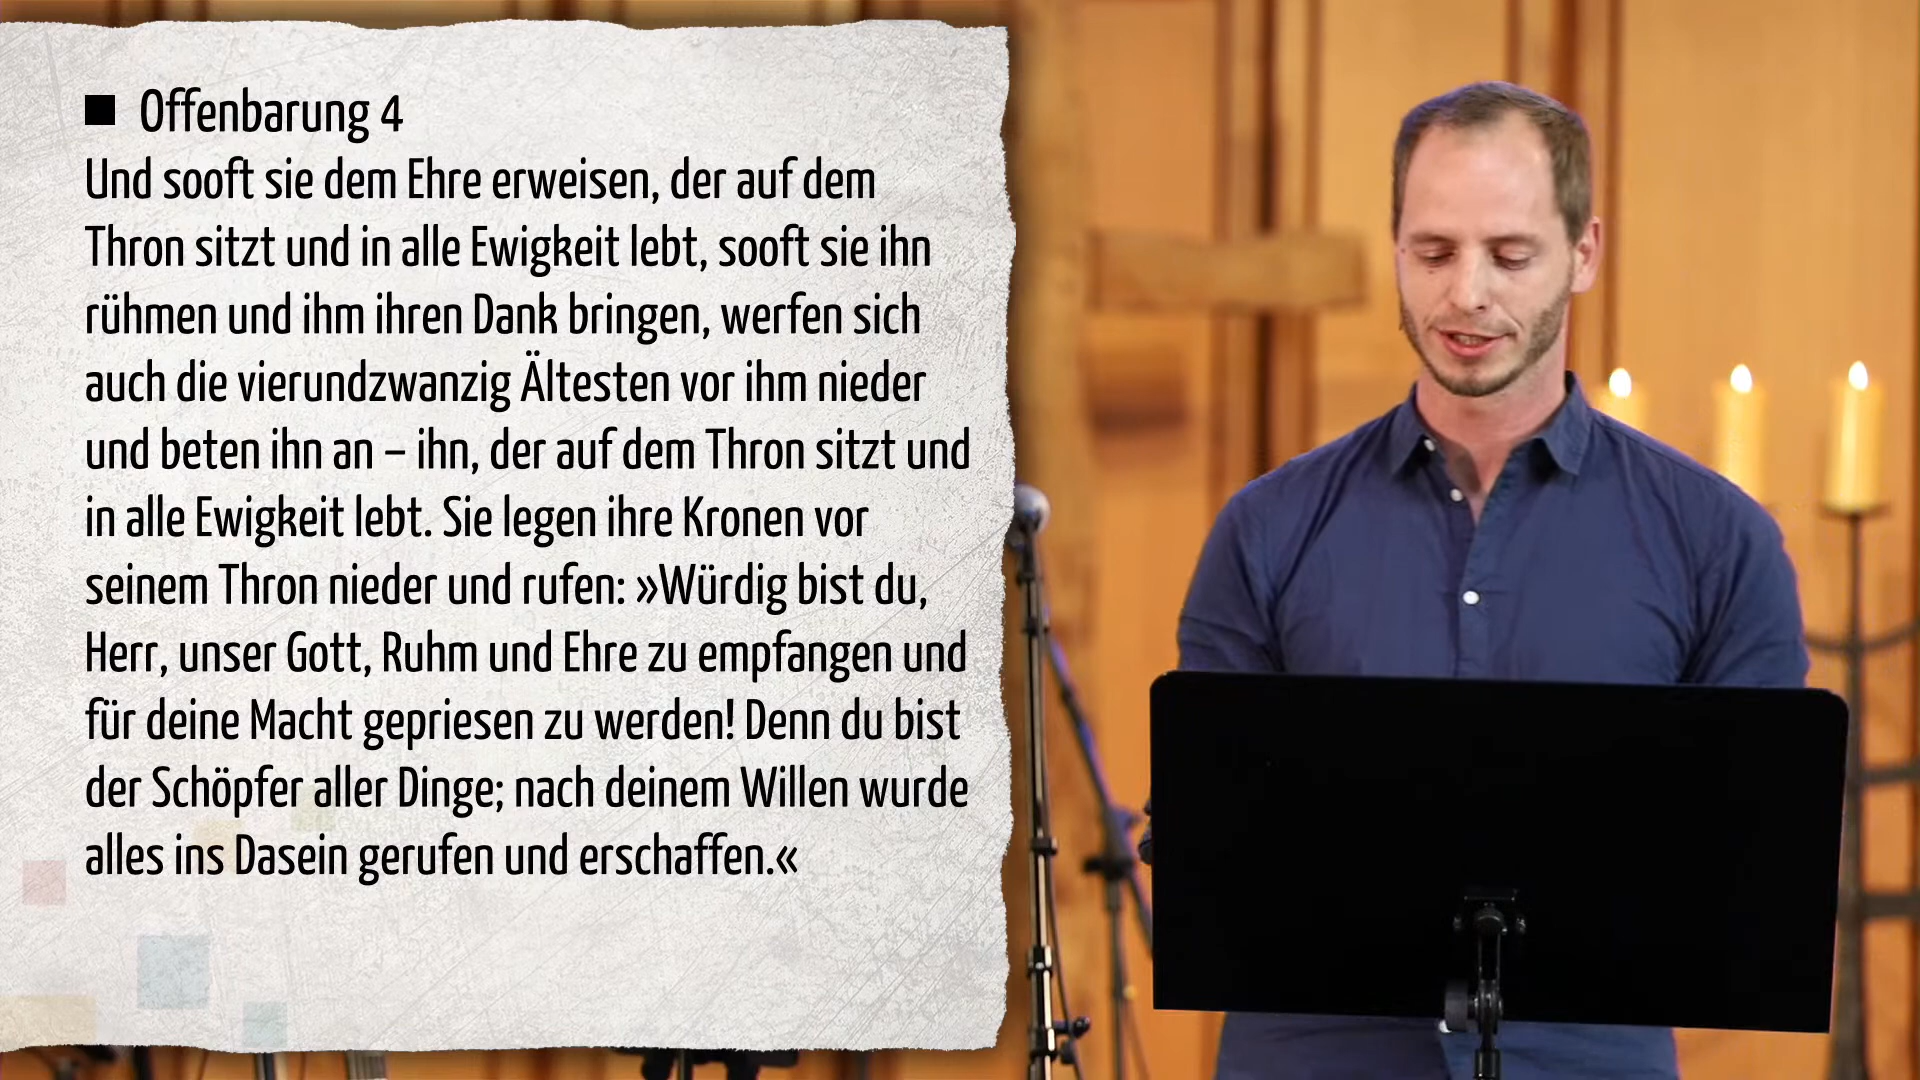 Offenbarung 4
Und sooft sie dem Ehre erweisen, der auf dem
Thron sitzt und in alle Ewigkeit lebt, sooft sie ihn
rühmen und ihm ihren Dank bringen, werfen sich
auch die vierundzwanzig Ältesten vor ihm nieder
und beten ihn an – ihn, der auf dem Thron sitzt und
in alle Ewigkeit lebt. Sie legen ihre Kronen vor
seinem Thron nieder und rufen: »Würdig bist du,
Herr, unser Gott, Ruhm und Ehre zu empfangen und
für deine Macht gepriesen zu werden! Denn du bist
der Schöpfer aller Dinge; nach deinem Willen wurde
alles ins Dasein gerufen und erschaffen.«